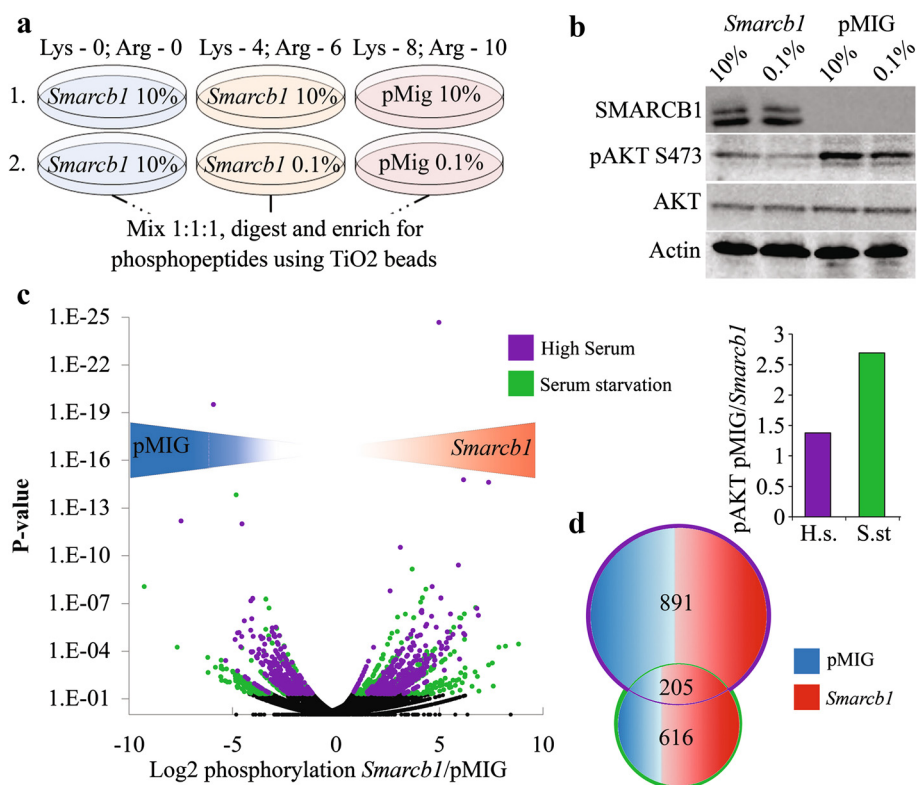 a
Lys - 0; Arg - 0 Lys - 4; Arg - 6 Lys - 8; Arg - 10
1. Smarcb1 10% Smarcb1 10% pMig 10%
2. Smarcb1 10% Smarcb1 0.1% pMig 0.1%
Mix 1:1:1, digest and enrich for
phosphopeptides using TiO2 beads
b
Smarcb1 pMIG
10% 0.1% 10% 0.1%
SMARCB1
pAKT S473
AKT
Actin
pAKT pMIG/Smarcb1
3
2.5
2
1.5
1
0.5
0
H.s. S.st
c
P-value
1.E-25
1.E-22
1.E-19
1.E-16
1.E-13
1.E-10
1.E-07
1.E-04
1.E-01
High Serum
Serum starvation
pMIG Smarcb1
-10 -5 0 5 10
Log2 phosphorylation Smarcb1/pMIG
d
891
205
616
pMIG
Smarcb1